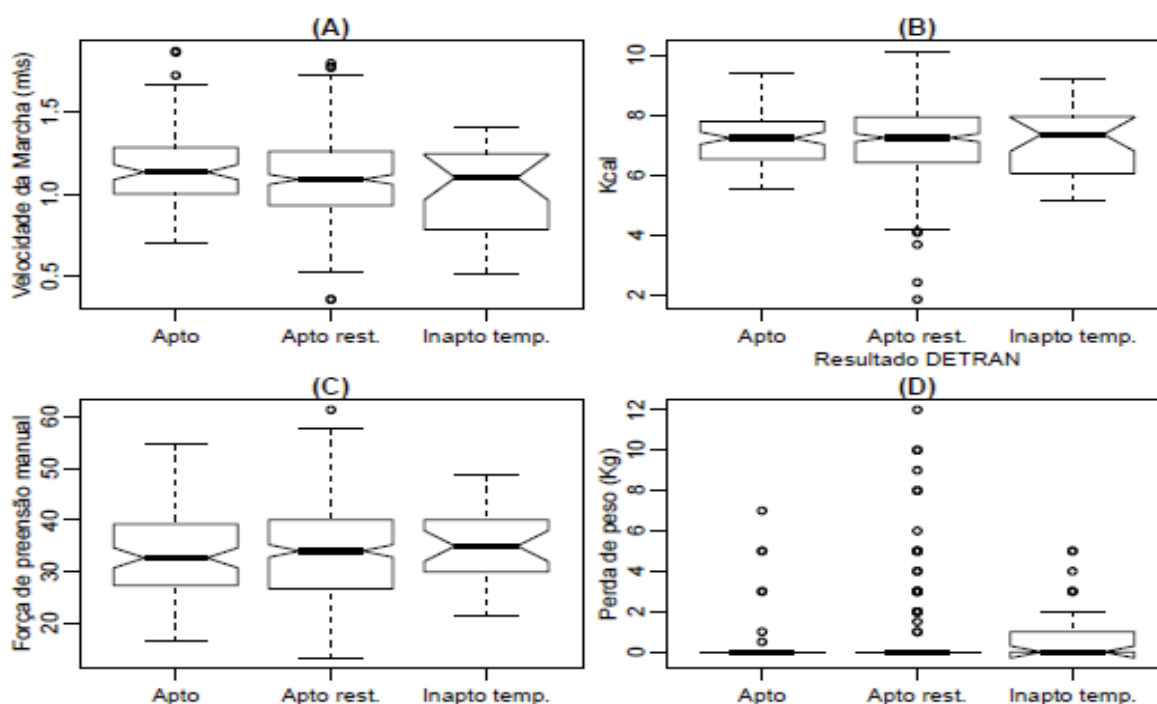 (A)
Velocidade da Marcha (m\s)
1.5
1.0
0.5
Apto Apto rest. Inapto temp.
(B)
Kcal
10
8
6
4
2
Apto Apto rest. Inapto temp.
Resultado DETRAN
(C)
Força de preensão manual
60
50
40
30
20
Apto Apto rest. Inapto temp.
(D)
Perda de peso (Kg)
12
10
8
6
4
2
0
Apto Apto rest. Inapto temp.